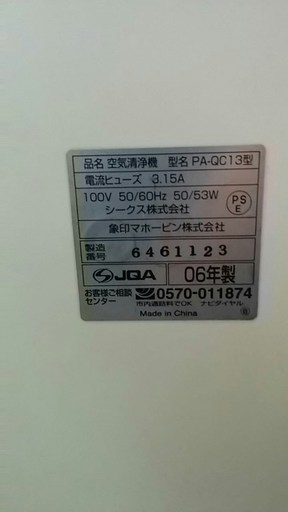 品名 空気清浄機 型名 PA-QC13型
電流ヒューズ 3.15A
100V 50/60Hz 50/53W
シークス株式会社
PS
E
象印マホービン株式会社
製造
番号 6461123
JQA 06年製
お客様ご相談
センター 0570-011874
市内通話料でOK ナビダイヤル
Made in China